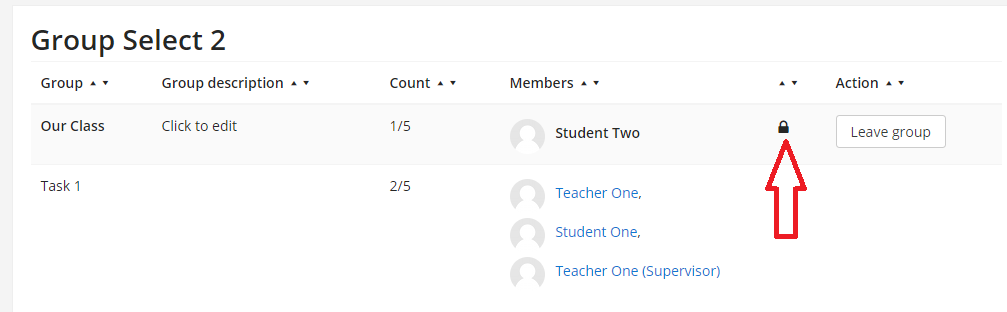 Group Select 2
Group Group description Count Members Action
Our Class Click to edit 1/5 Student Two Leave group
Task 1 2/5 Teacher One,
Student One,
Teacher One (Supervisor)